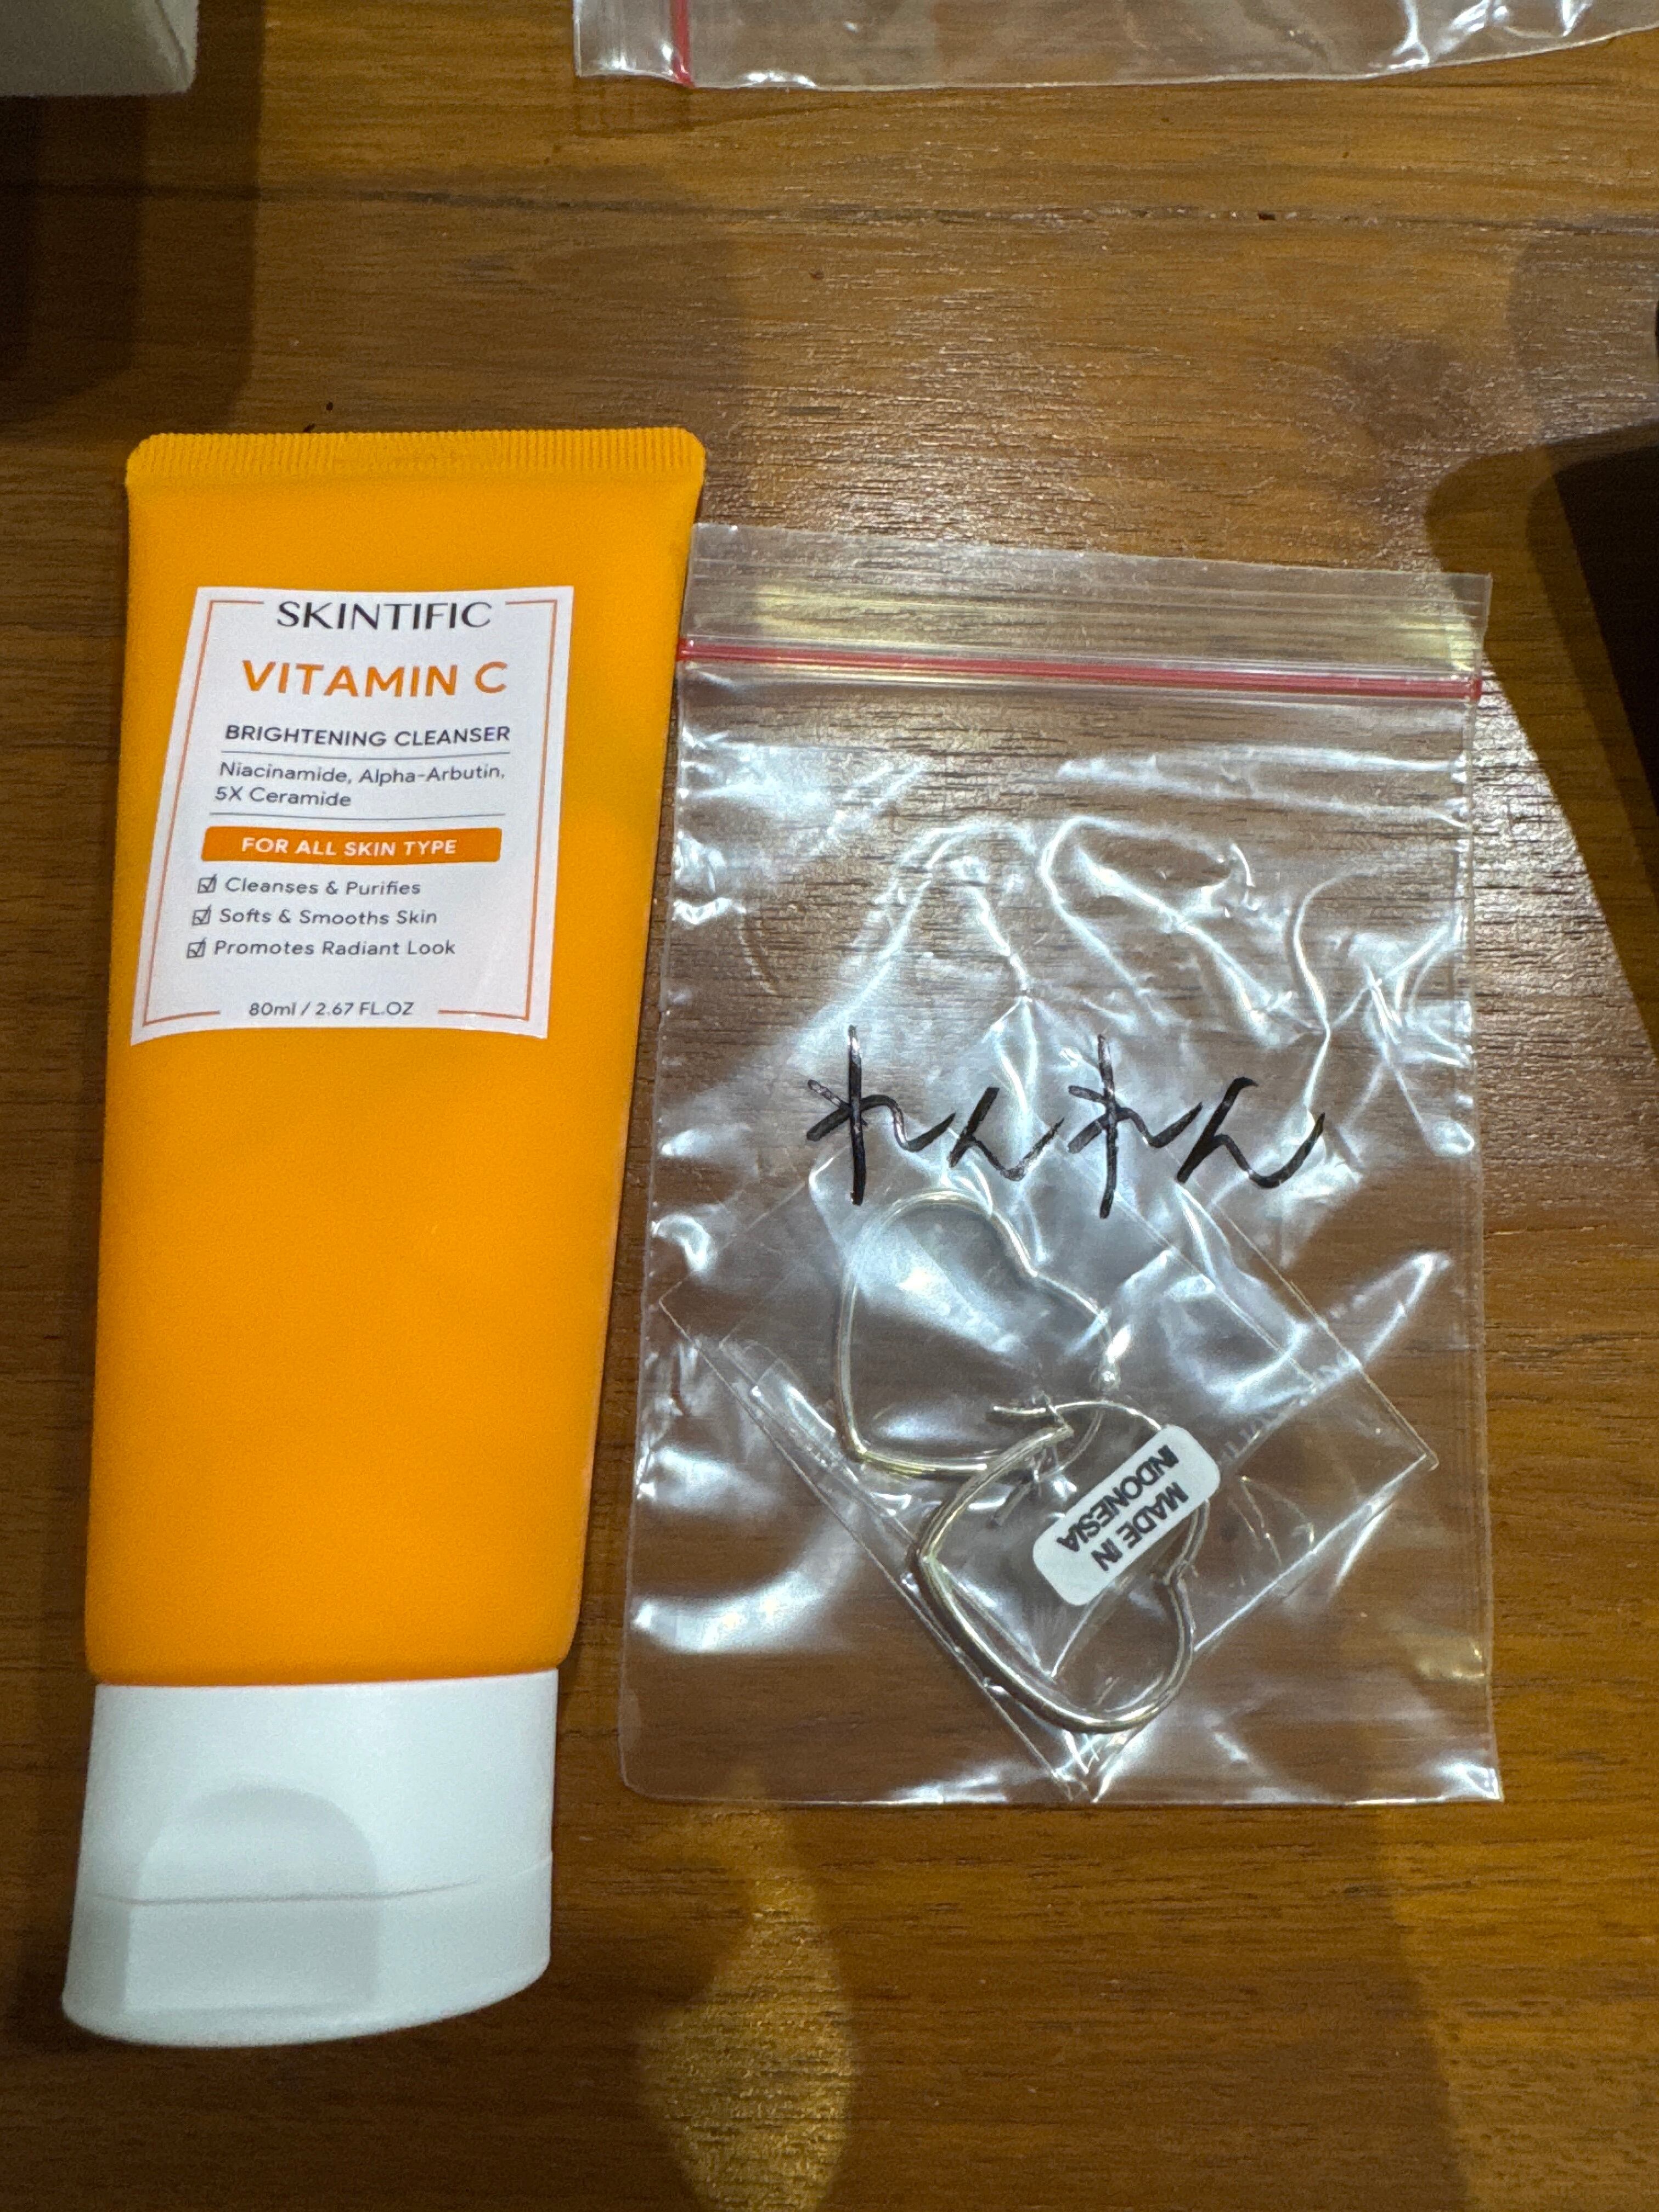 SKINTIFIC
VITAMIN C
BRIGHTENING CLEANSER
Niacinamide, Alpha-Arbutin,
5X Ceramide
FOR ALL SKIN TYPE
Cleanses & Purifies
Softs & Smooths Skin
Promotes Radiant Look
80ml / 2.67 FL.OZ
れんれん
MADE IN
INDONESIA